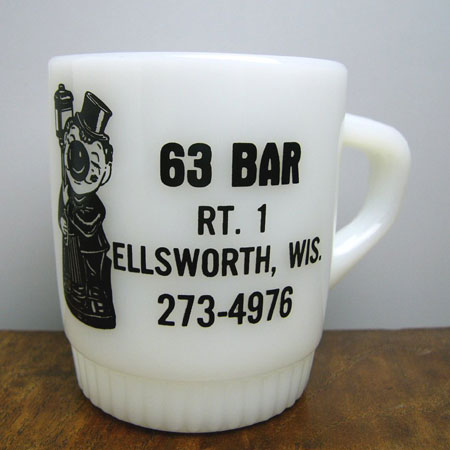 63 BAR
RT. 1
ELLSWORTH, WIS.
273-4976